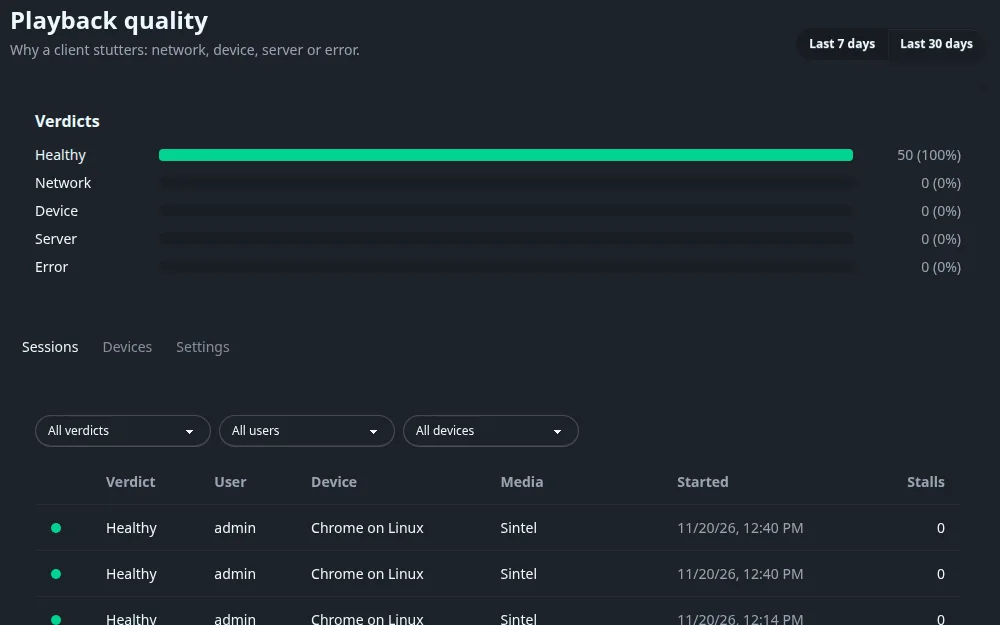 Playback quality
Why a client stutters: network, device, server or error.
Last 7 days Last 30 days
Verdicts
Healthy 50 (100%)
Network 0 (0%)
Device 0 (0%)
Server 0 (0%)
Error 0 (0%)
Sessions Devices Settings
All verdicts All users All devices
Verdict User Device Media Started Stalls
Healthy admin Chrome on Linux Sintel 11/20/26, 12:40 PM 0
Healthy admin Chrome on Linux Sintel 11/20/26, 12:40 PM 0
Healthy admin Chrome on Linux Sintel 11/20/26, 12:14 PM 0